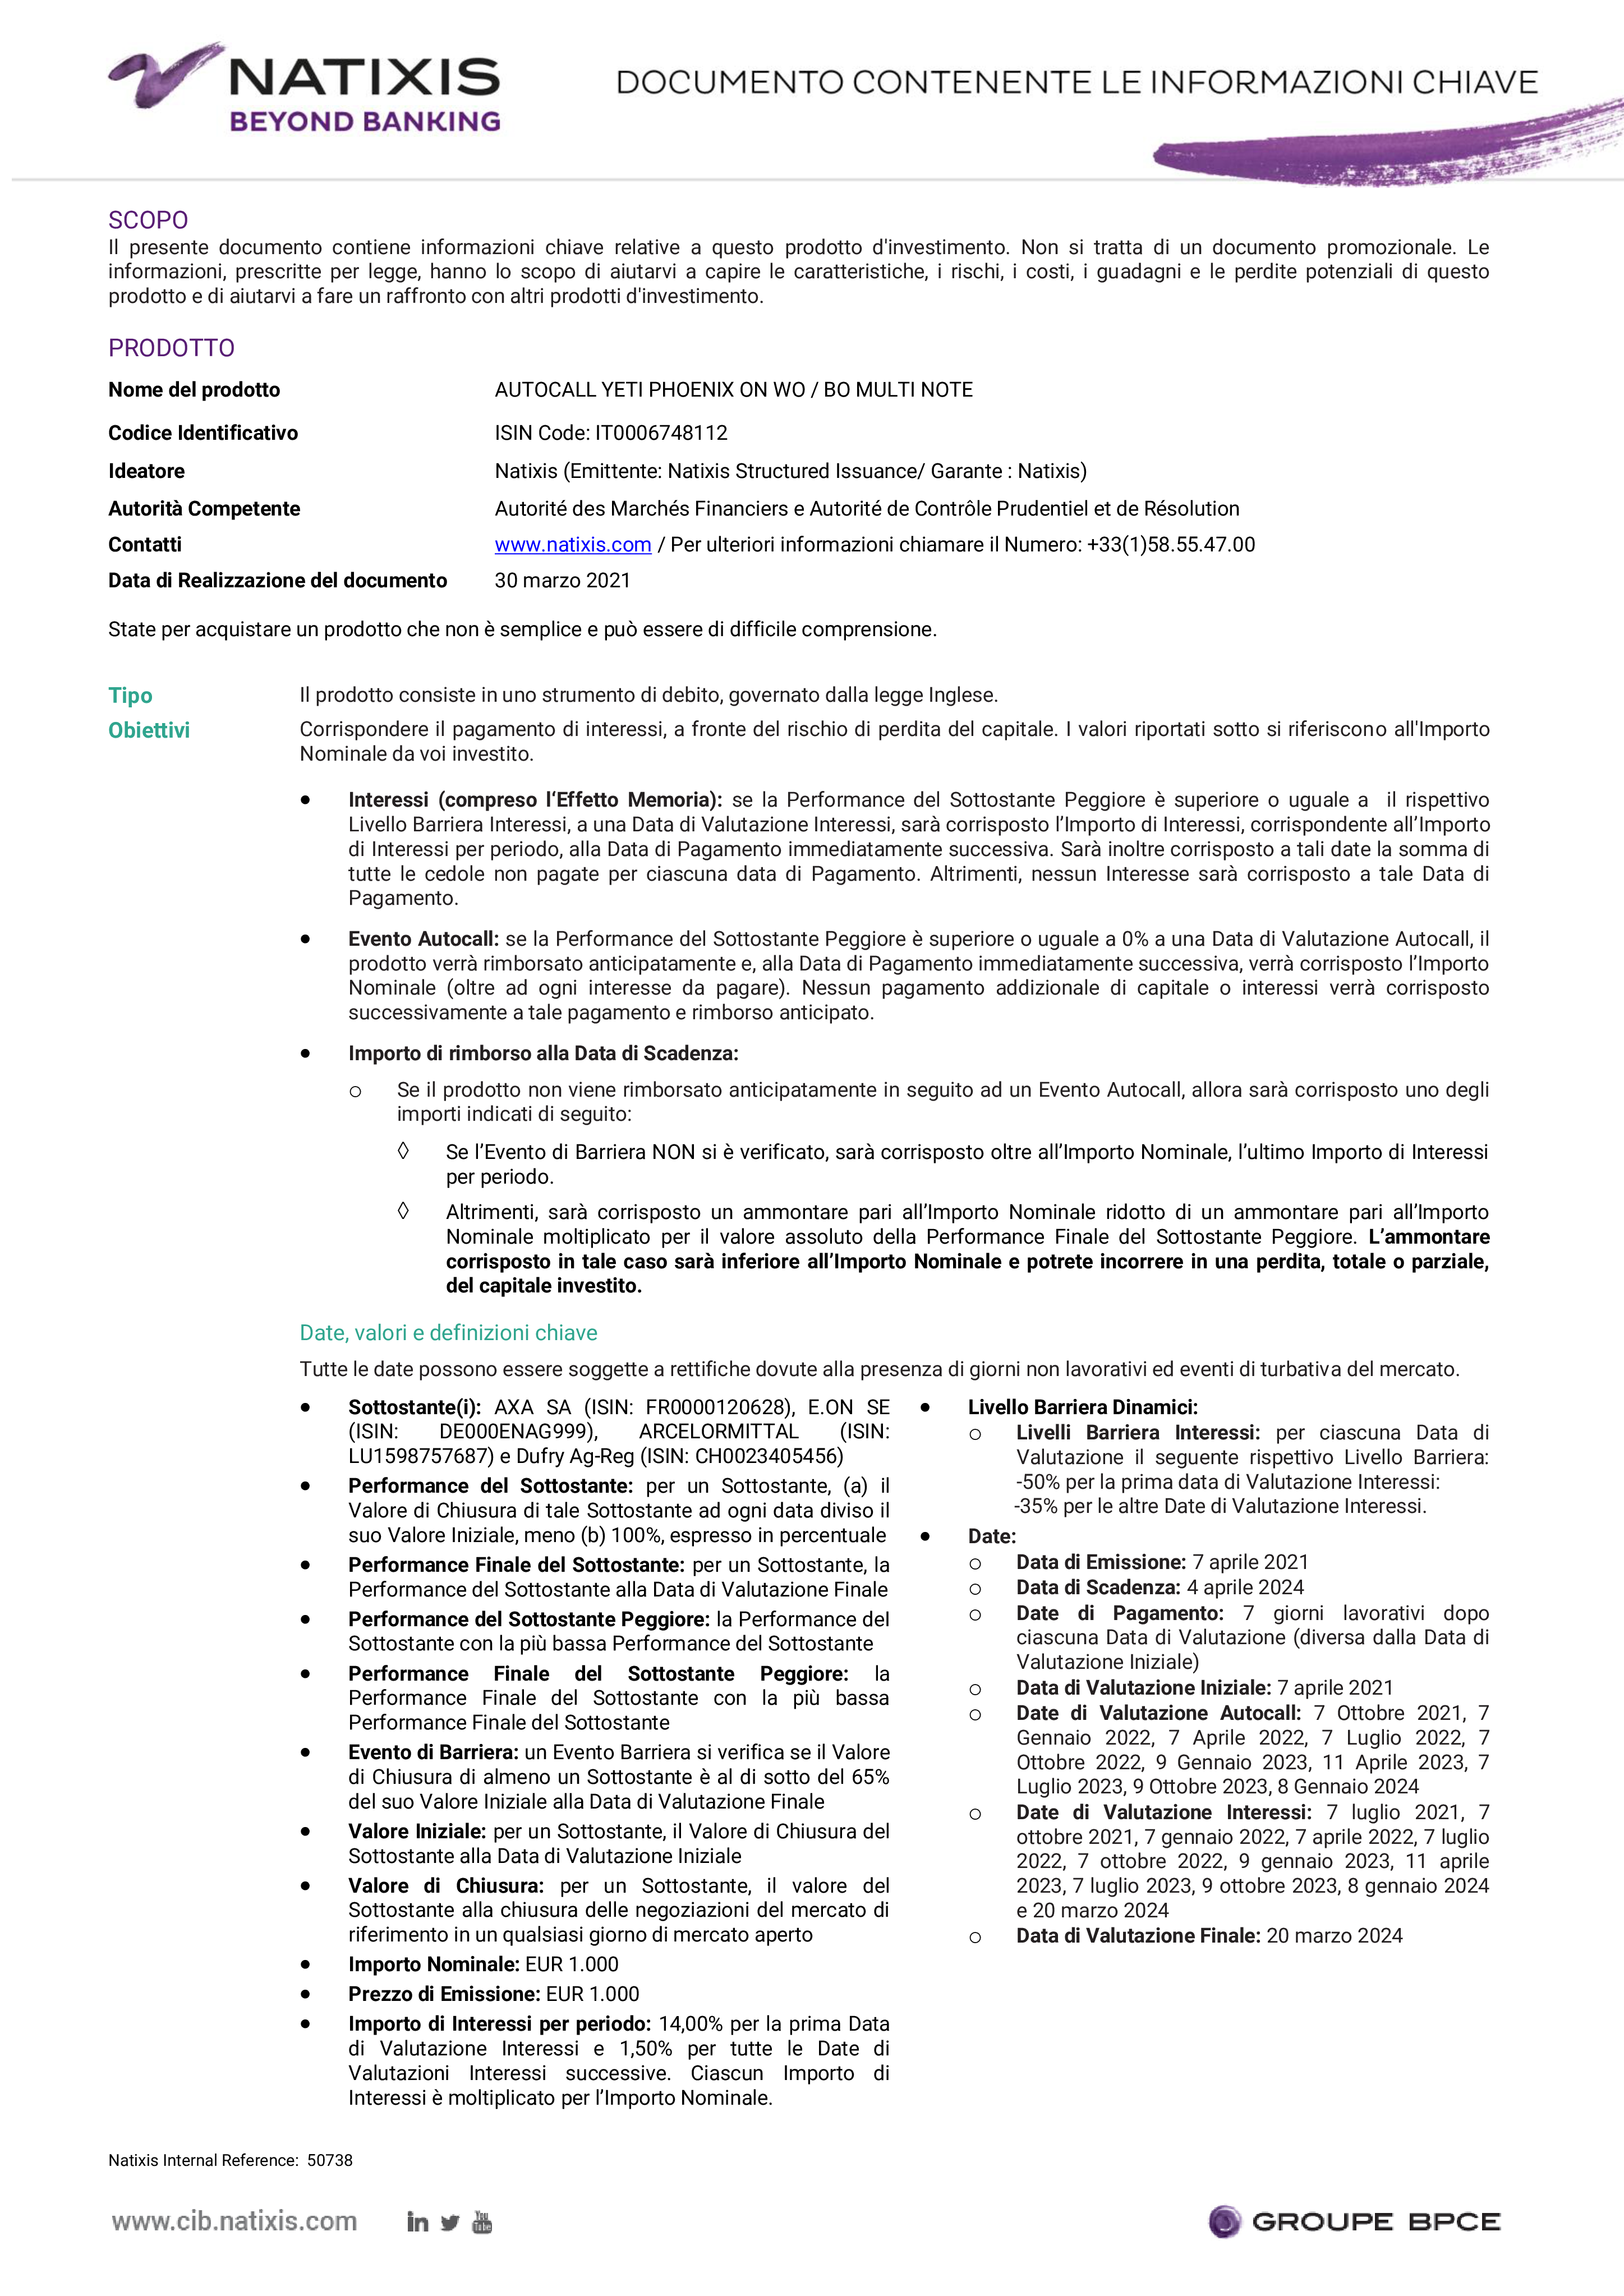 NATIXIS
BEYOND BANKING
DOCUMENTO CONTENENTE LE INFORMAZIONI CHIAVE
SCOPO
Il presente documento contiene informazioni chiave relative a questo prodotto d'investimento. Non si tratta di un documento promozionale. Le
informazioni, prescritte per legge, hanno lo scopo di aiutarvi a capire le caratteristiche, i rischi, i costi, i guadagni e le perdite potenziali di questo
prodotto e di aiutarvi a fare un raffronto con altri prodotti d'investimento.
PRODOTTO
Nome del prodotto AUTOCALL YETI PHOENIX ON WO / BO MULTI NOTE
Codice Identificativo ISIN Code: IT0006748112
Ideatore Natixis (Emittente: Natixis Structured Issuance/ Garante : Natixis)
Autorità Competente Autorité des Marchés Financiers e Autorité de Contrôle Prudentiel et de Résolution
Contatti www.natixis.com / Per ulteriori informazioni chiamare il Numero: +33(1)58.55.47.00
Data di Realizzazione del documento 30 marzo 2021
State per acquistare un prodotto che non è semplice e può essere di difficile comprensione.
Tipo Il prodotto consiste in uno strumento di debito, governato dalla legge Inglese.
Obiettivi Corrispondere il pagamento di interessi, a fronte del rischio di perdita del capitale. I valori riportati sotto si riferiscono all'Importo
Nominale da voi investito.
• Interessi (compreso l‘Effetto Memoria): se la Performance del Sottostante Peggiore è superiore o uguale a il rispettivo
Livello Barriera Interessi, a una Data di Valutazione Interessi, sarà corrisposto l’Importo di Interessi, corrispondente all’Importo
di Interessi per periodo, alla Data di Pagamento immediatamente successiva. Sarà inoltre corrisposto a tali date la somma di
tutte le cedole non pagate per ciascuna data di Pagamento. Altrimenti, nessun Interesse sarà corrisposto a tale Data di
Pagamento.
• Evento Autocall: se la Performance del Sottostante Peggiore è superiore o uguale a 0% a una Data di Valutazione Autocall, il
prodotto verrà rimborsato anticipatamente e, alla Data di Pagamento immediatamente successiva, verrà corrisposto l’Importo
Nominale (oltre ad ogni interesse da pagare). Nessun pagamento addizionale di capitale o interessi verrà corrisposto
successivamente a tale pagamento e rimborso anticipato.
• Importo di rimborso alla Data di Scadenza:
o Se il prodotto non viene rimborsato anticipatamente in seguito ad un Evento Autocall, allora sarà corrisposto uno degli
importi indicati di seguito:
◊ Se l’Evento di Barriera NON si è verificato, sarà corrisposto oltre all’Importo Nominale, l’ultimo Importo di Interessi
per periodo.
◊ Altrimenti, sarà corrisposto un ammontare pari all’Importo Nominale ridotto di un ammontare pari all’Importo
Nominale moltiplicato per il valore assoluto della Performance Finale del Sottostante Peggiore. L’ammontare
corrisposto in tale caso sarà inferiore all’Importo Nominale e potrete incorrere in una perdita, totale o parziale,
del capitale investito.
Date, valori e definizioni chiave
Tutte le date possono essere soggette a rettifiche dovute alla presenza di giorni non lavorativi ed eventi di turbativa del mercato.
• Sottostante(i): AXA SA (ISIN: FR0000120628), E.ON SE
(ISIN: DE000ENAG999), ARCELORMITTAL (ISIN:
LU1598757687) e Dufry Ag-Reg (ISIN: CH0023405456)
• Performance del Sottostante: per un Sottostante, (a) il
Valore di Chiusura di tale Sottostante ad ogni data diviso il
suo Valore Iniziale, meno (b) 100%, espresso in percentuale
• Performance Finale del Sottostante: per un Sottostante, la
Performance del Sottostante alla Data di Valutazione Finale
• Performance del Sottostante Peggiore: la Performance del
Sottostante con la più bassa Performance del Sottostante
• Performance Finale del Sottostante Peggiore: la
Performance Finale del Sottostante con la più bassa
Performance Finale del Sottostante
• Evento di Barriera: un Evento Barriera si verifica se il Valore
di Chiusura di almeno un Sottostante è al di sotto del 65%
del suo Valore Iniziale alla Data di Valutazione Finale
• Valore Iniziale: per un Sottostante, il Valore di Chiusura del
Sottostante alla Data di Valutazione Iniziale
• Valore di Chiusura: per un Sottostante, il valore del
Sottostante alla chiusura delle negoziazioni del mercato di
riferimento in un qualsiasi giorno di mercato aperto
• Importo Nominale: EUR 1.000
• Prezzo di Emissione: EUR 1.000
• Importo di Interessi per periodo: 14,00% per la prima Data
di Valutazione Interessi e 1,50% per tutte le Date di
Valutazioni Interessi successive. Ciascun Importo di
Interessi è moltiplicato per l’Importo Nominale.
• Livello Barriera Dinamici:
o Livelli Barriera Interessi: per ciascuna Data di
Valutazione il seguente rispettivo Livello Barriera:
-50% per la prima data di Valutazione Interessi:
-35% per le altre Date di Valutazione Interessi.
• Date:
o Data di Emissione: 7 aprile 2021
o Data di Scadenza: 4 aprile 2024
o Date di Pagamento: 7 giorni lavorativi dopo
ciascuna Data di Valutazione (diversa dalla Data di
Valutazione Iniziale)
o Data di Valutazione Iniziale: 7 aprile 2021
o Date di Valutazione Autocall: 7 Ottobre 2021, 7
Gennaio 2022, 7 Aprile 2022, 7 Luglio 2022, 7
Ottobre 2022, 9 Gennaio 2023, 11 Aprile 2023, 7
Luglio 2023, 9 Ottobre 2023, 8 Gennaio 2024
o Date di Valutazione Interessi: 7 luglio 2021, 7
ottobre 2021, 7 gennaio 2022, 7 aprile 2022, 7 luglio
2022, 7 ottobre 2022, 9 gennaio 2023, 11 aprile
2023, 7 luglio 2023, 9 ottobre 2023, 8 gennaio 2024
e 20 marzo 2024
o Data di Valutazione Finale: 20 marzo 2024
Natixis Internal Reference: 50738
www.cib.natixis.com in You Tube
GROUPE BPCE